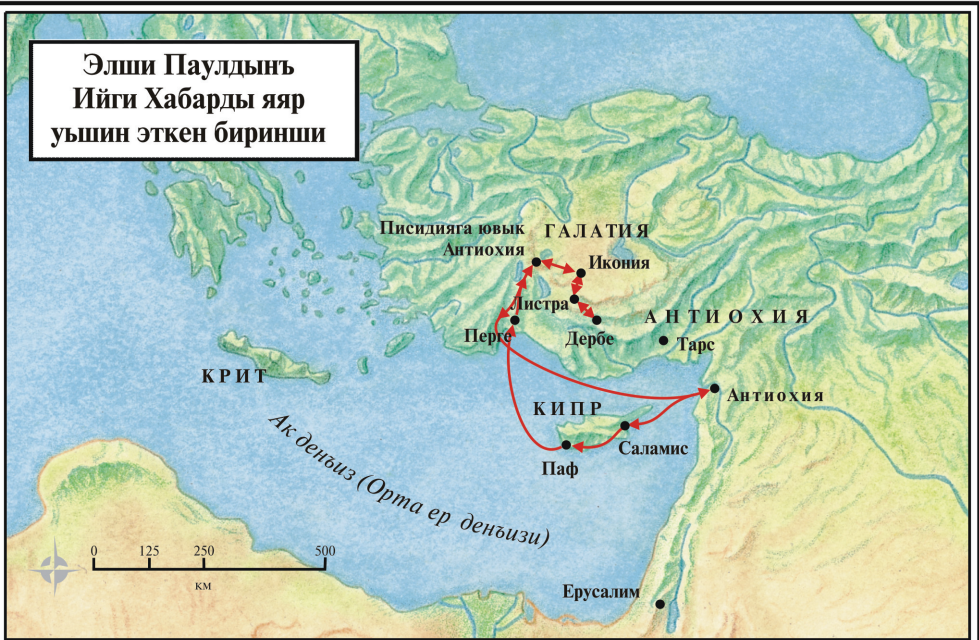 Элши Паулдынъ
Ийги Хабарды яяр
уьшин эткен биринши
Писидияга ювык
Антиохия
ГАЛАТИЯ
Икония
Листра
АНТИОХИЯ
Перге
Дербе
Тарс
КРИТ
Антиохия
КИПР
Саламис
Паф
Ак денъиз (Орта ер денъизи)
0 125 250 500
км
Ерусалим